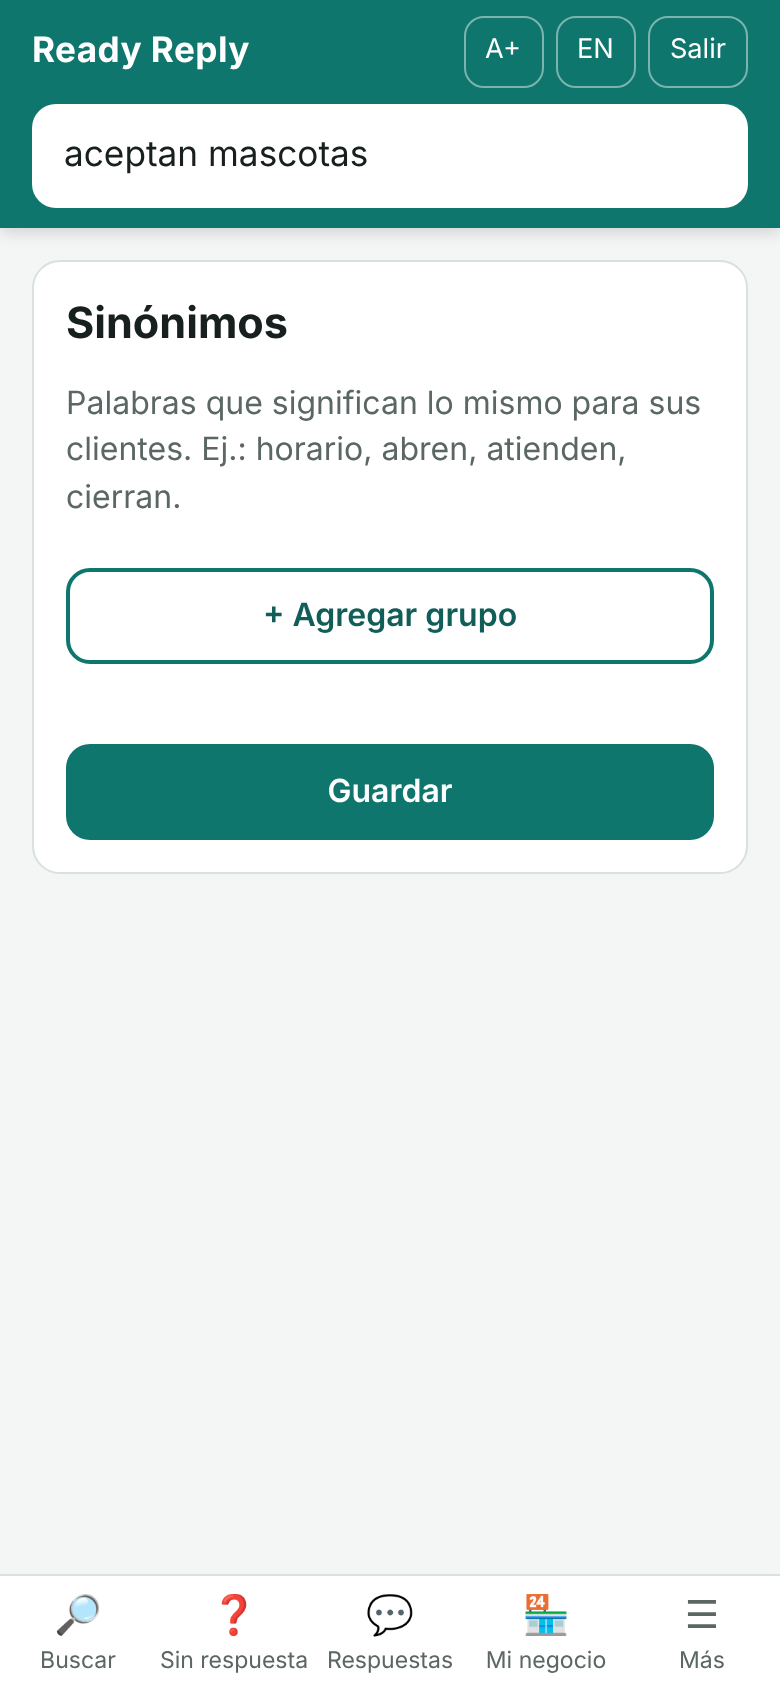 Ready Reply
A+
EN
Salir
aceptan mascotas
Sinónimos
Palabras que significan lo mismo para sus
clientes. Ej.: horario, abren, atienden,
cierran.
+ Agregar grupo
Guardar
24
Buscar
Sin respuesta
Respuestas
Mi negocio
Más